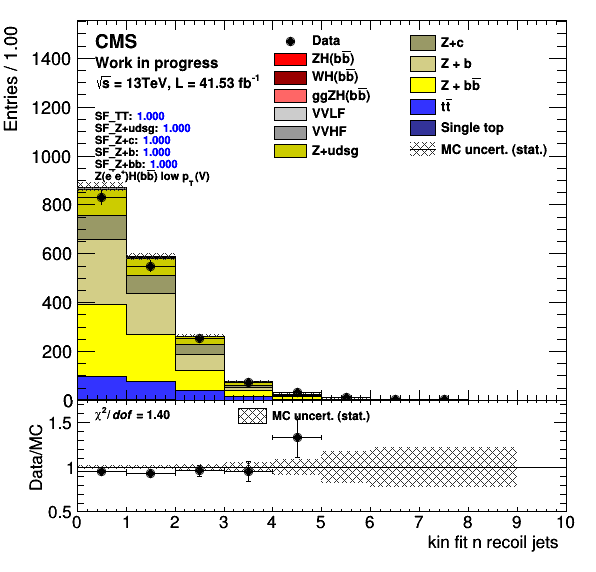 CMS
Work in progress
√s = 13TeV, L = 41.53 fb⁻¹
SF_TT: 1.000
SF_Z+udsg: 1.000
SF_Z+c: 1.000
SF_Z+b: 1.000
SF_Z+bb: 1.000
Z(e⁻e⁺)H(bb̅) low p_T(V)
Data
ZH(bb̅)
WH(bb̅)
ggZH(bb̅)
VVLF
VVHF
Z+udsg
Z+c
Z + b
Z + bb̅
tt̅
Single top
MC uncert. (stat.)
Entries / 1.00
1400
1200
1000
800
600
400
200
0
χ²/dof = 1.40
MC uncert. (stat.)
Data/MC
1.5
1
0.5
0 1 2 3 4 5 6 7 8 9 10
kin fit n recoil jets